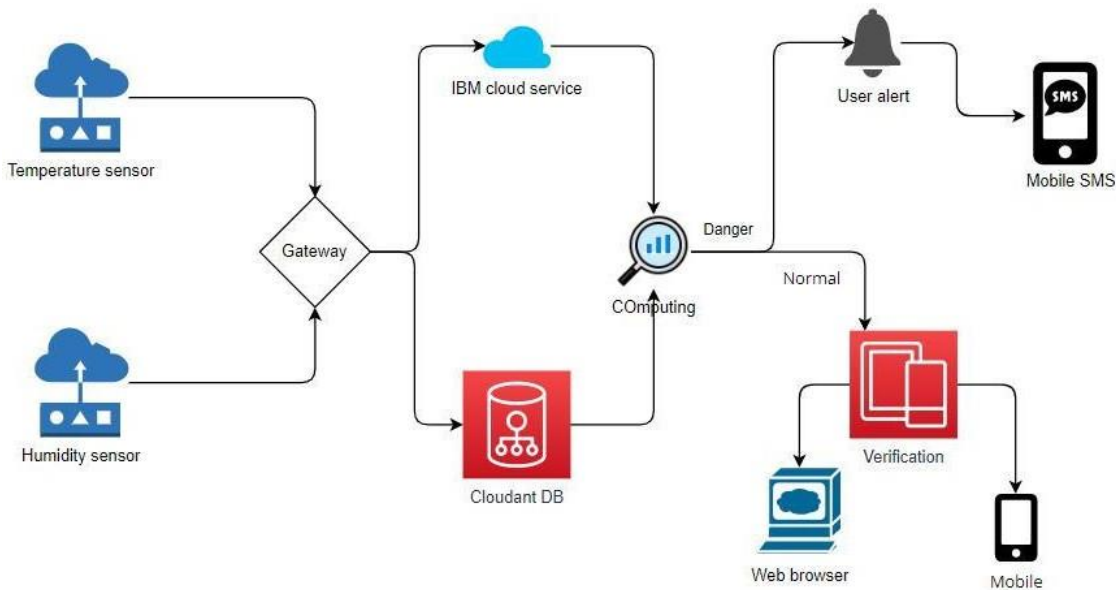 IBM cloud service
User alert
SMS
Temperature sensor
Mobile SMS
Gateway
Danger
Normal
COmputing
Humidity sensor
Verification
Cloudant DB
Web browser
Mobile